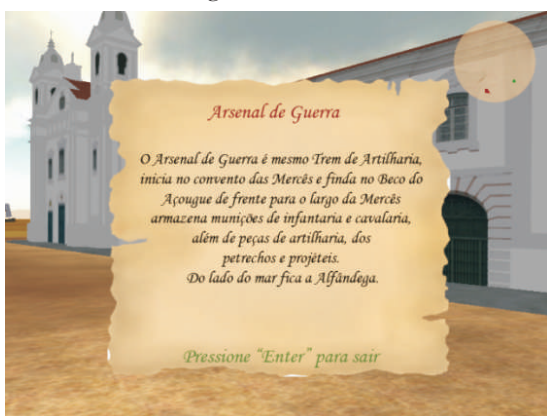 Arsenal de Guerra
O Arsenal de Guerra é mesmo Trem de Artilharia,
inicia no convento das Mercês e finda no Beco do
Açougue de frente para o largo da Mercês
armazena munições de infantaria e cavalaria,
além de peças de artilharia, dos
petrechos e projéteis.
Do lado do mar fica a Alfândega.
Pressione "Enter" para sair